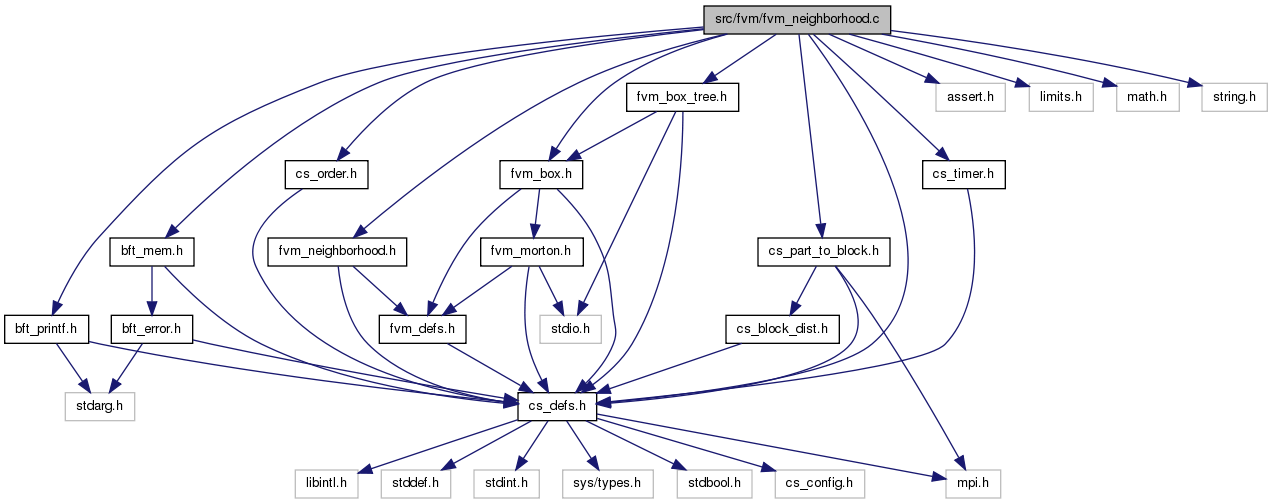 src/fvm/fvm_neighborhood.c
fvm_box_tree.h
assert.h
limits.h
math.h
string.h
cs_order.h
fvm_box.h
cs_timer.h
bft_mem.h
fvm_neighborhood.h
fvm_morton.h
cs_part_to_block.h
bft_printf.h
bft_error.h
fvm_defs.h
stdio.h
cs_block_dist.h
stdarg.h
cs_defs.h
libintl.h
stddef.h
stdint.h
sys/types.h
stdbool.h
cs_config.h
mpi.h